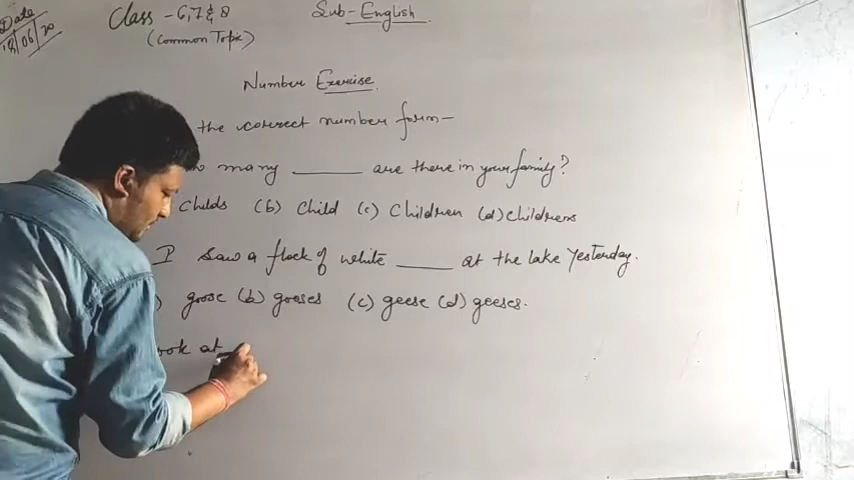 Date
18/06/20
Class - 6,7 & 8
(Common Topic)
Sub-English
Number Exercise.
the correct number form-
many ______ are there in your family?
Childs (b) Child (c) Children (d) childrens
I saw a flock of white ______ at the lake yesterday.
goose (b) gooses (c) geese (d) geeses.
ook at